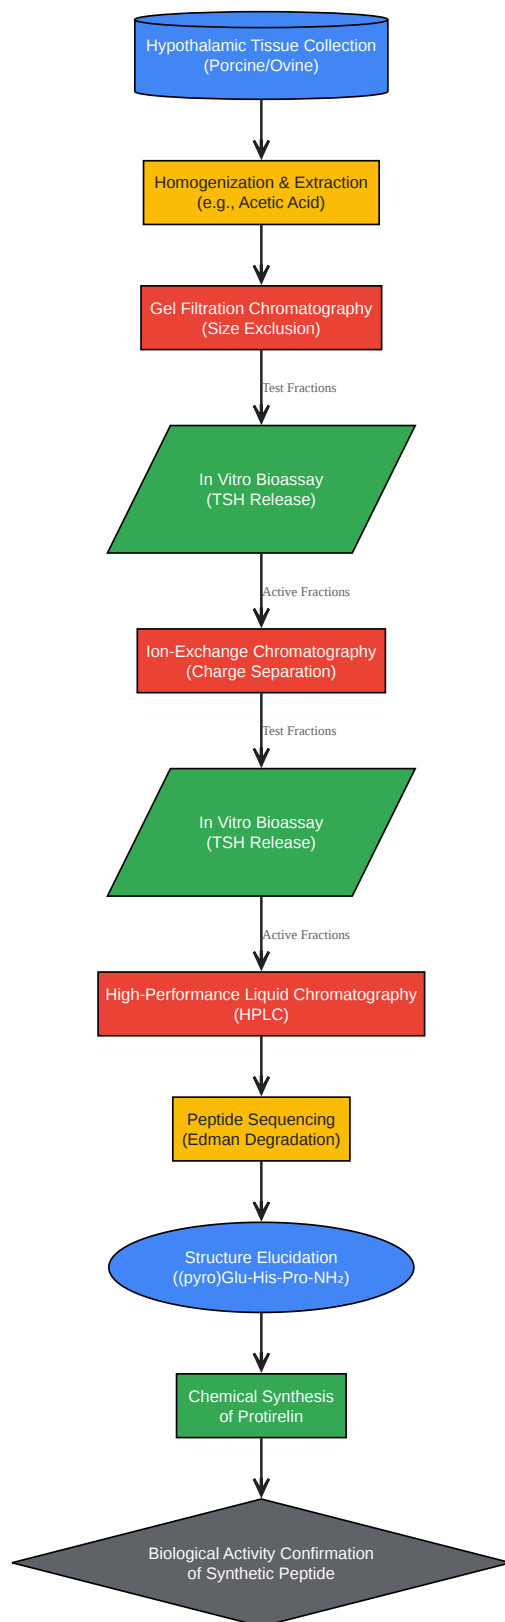 Hypothalamic Tissue Collection
(Porcine/Ovine)
Homogenization & Extraction
(e.g., Acetic Acid)
Gel Filtration Chromatography
(Size Exclusion)
Test Fractions
In Vitro Bioassay
(TSH Release)
Active Fractions
Ion-Exchange Chromatography
(Charge Separation)
Test Fractions
In Vitro Bioassay
(TSH Release)
Active Fractions
High-Performance Liquid Chromatography
(HPLC)
Peptide Sequencing
(Edman Degradation)
Structure Elucidation
((pyro)Glu-His-Pro-NH₂)
Chemical Synthesis
of Protirelin
Biological Activity Confirmation
of Synthetic Peptide